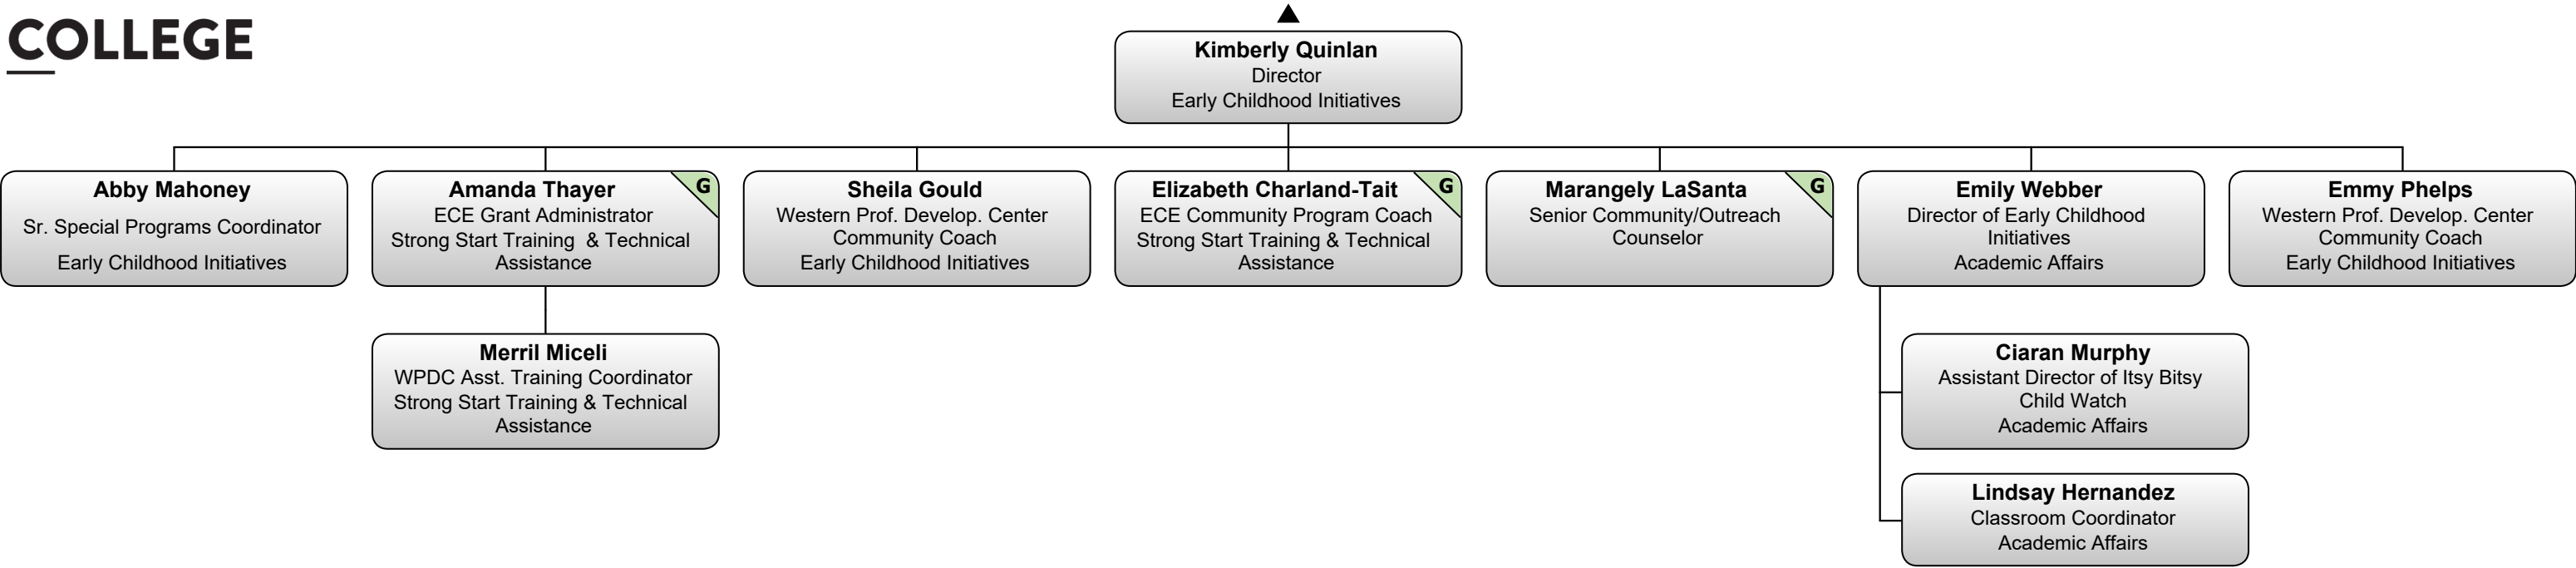 COLLEGE
Kimberly Quinlan
Director
Early Childhood Initiatives
Abby Mahoney
Sr. Special Programs Coordinator
Early Childhood Initiatives
Amanda Thayer
G
ECE Grant Administrator
Strong Start Training & Technical
Assistance
Sheila Gould
Western Prof. Develop. Center
Community Coach
Early Childhood Initiatives
Elizabeth Charland-Tait
G
ECE Community Program Coach
Strong Start Training & Technical
Assistance
Marangely LaSanta
G
Senior Community/Outreach
Counselor
Emily Webber
Director of Early Childhood
Initiatives
Academic Affairs
Emmy Phelps
Western Prof. Develop. Center
Community Coach
Early Childhood Initiatives
Merril Miceli
WPDC Asst. Training Coordinator
Strong Start Training & Technical
Assistance
Ciaran Murphy
Assistant Director of Itsy Bitsy
Child Watch
Academic Affairs
Lindsay Hernandez
Classroom Coordinator
Academic Affairs